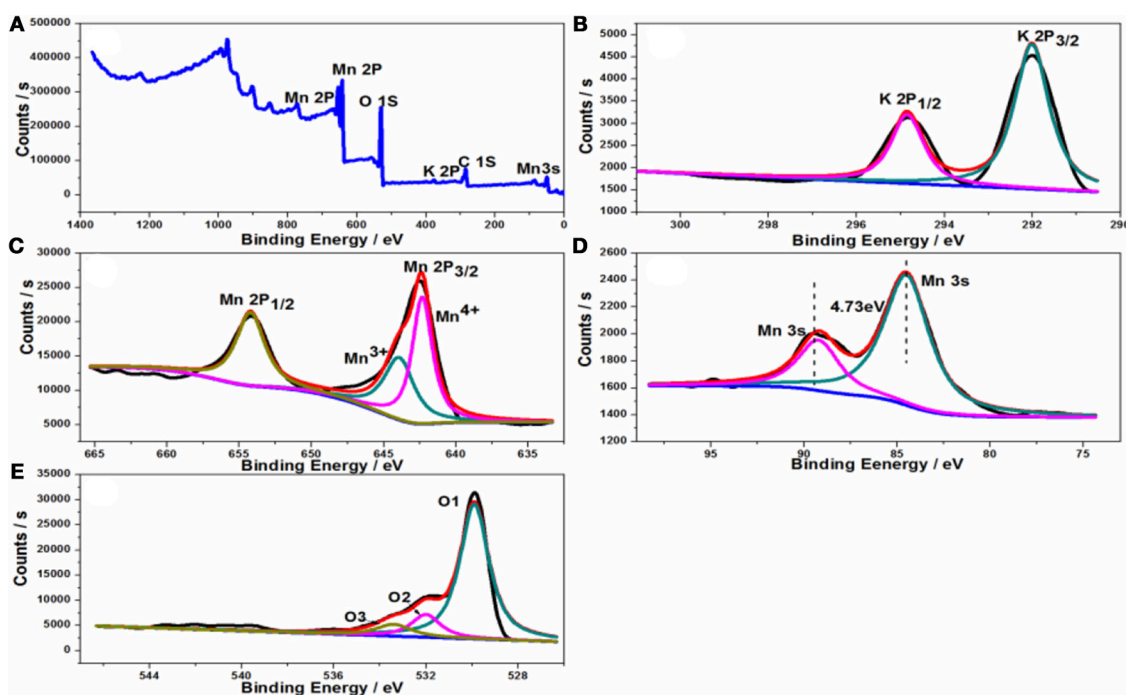 A
500000
400000
300000
200000
100000
0
Counts / s
Mn 2P
Mn 2P
O 1S
K 2P
C 1S
Mn3s
1400 1200 1000 800 600 400 200 0
Binding Eenergy / eV
B
5000
4500
4000
3500
3000
2500
2000
1500
1000
Counts / s
K 2P3/2
K 2P1/2
300 298 296 294 292 290
Binding Eenergy / eV
C
30000
25000
20000
15000
10000
5000
Counts / s
Mn 2P3/2
Mn 2P1/2
Mn4+
Mn3+
665 660 655 650 645 640 635
Binding Energy / eV
D
2600
2400
2200
2000
1800
1600
1400
1200
Counts / s
Mn 3s
4.73eV
Mn 3s
95 90 85 80 75
Binding Eenergy / eV
E
35000
30000
25000
20000
15000
10000
5000
0
Counts / s
O1
O2
O3
544 540 536 532 528
Binding Energy / eV